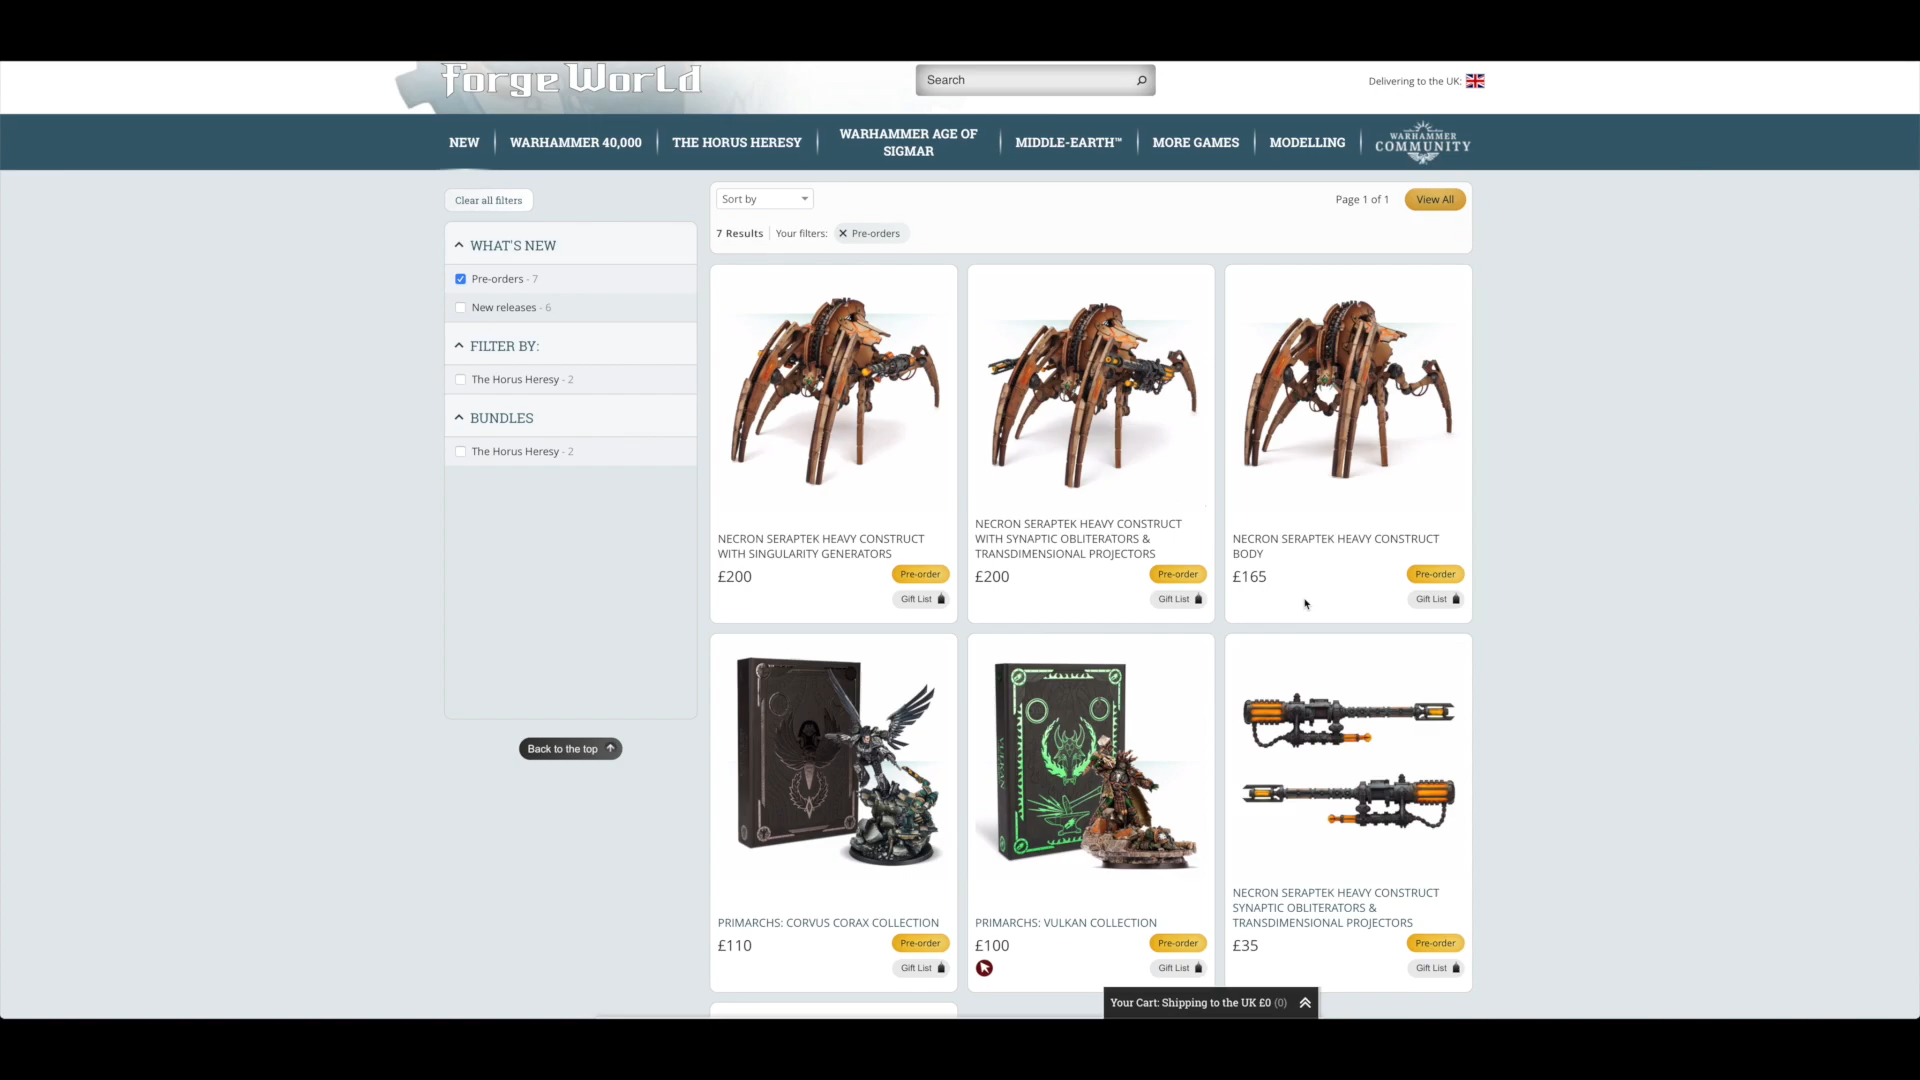 Forge World
Search
Delivering to the UK:
NEW
WARHAMMER 40,000
THE HORUS HERESY
WARHAMMER AGE OF
SIGMAR
MIDDLE-EARTH™
MORE GAMES
MODELLING
WARHAMMER
COMMUNITY
Clear all filters
WHAT'S NEW
Pre-orders - 7
New releases - 6
FILTER BY:
The Horus Heresy - 2
BUNDLES
The Horus Heresy - 2
Back to the top
Sort by
Page 1 of 1
View All
7 Results
Your filters:
Pre-orders
NECRON SERAPTEK HEAVY CONSTRUCT
WITH SINGULARITY GENERATORS
£200
Pre-order
Gift List
NECRON SERAPTEK HEAVY CONSTRUCT
WITH SYNAPTIC OBLITERATORS &
TRANSDIMENSIONAL PROJECTORS
£200
Pre-order
Gift List
NECRON SERAPTEK HEAVY CONSTRUCT
BODY
£165
Pre-order
Gift List
PRIMARCHS: CORVUS CORAX COLLECTION
£110
Pre-order
Gift List
VULKAN
PRIMARCHS: VULKAN COLLECTION
£100
Pre-order
Gift List
NECRON SERAPTEK HEAVY CONSTRUCT
SYNAPTIC OBLITERATORS &
TRANSDIMENSIONAL PROJECTORS
£35
Pre-order
Gift List
Your Cart: Shipping to the UK £0 (0)